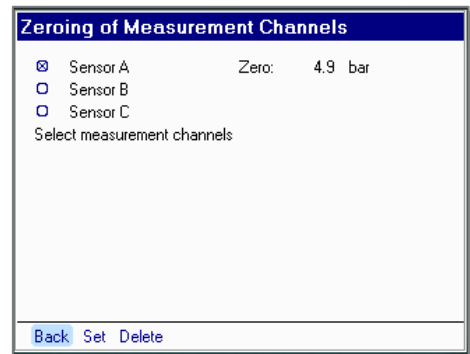 Zeroing of Measurement Channels
Sensor A Zero: 4.9 bar
Sensor B
Sensor C
Select measurement channels
Back Set Delete